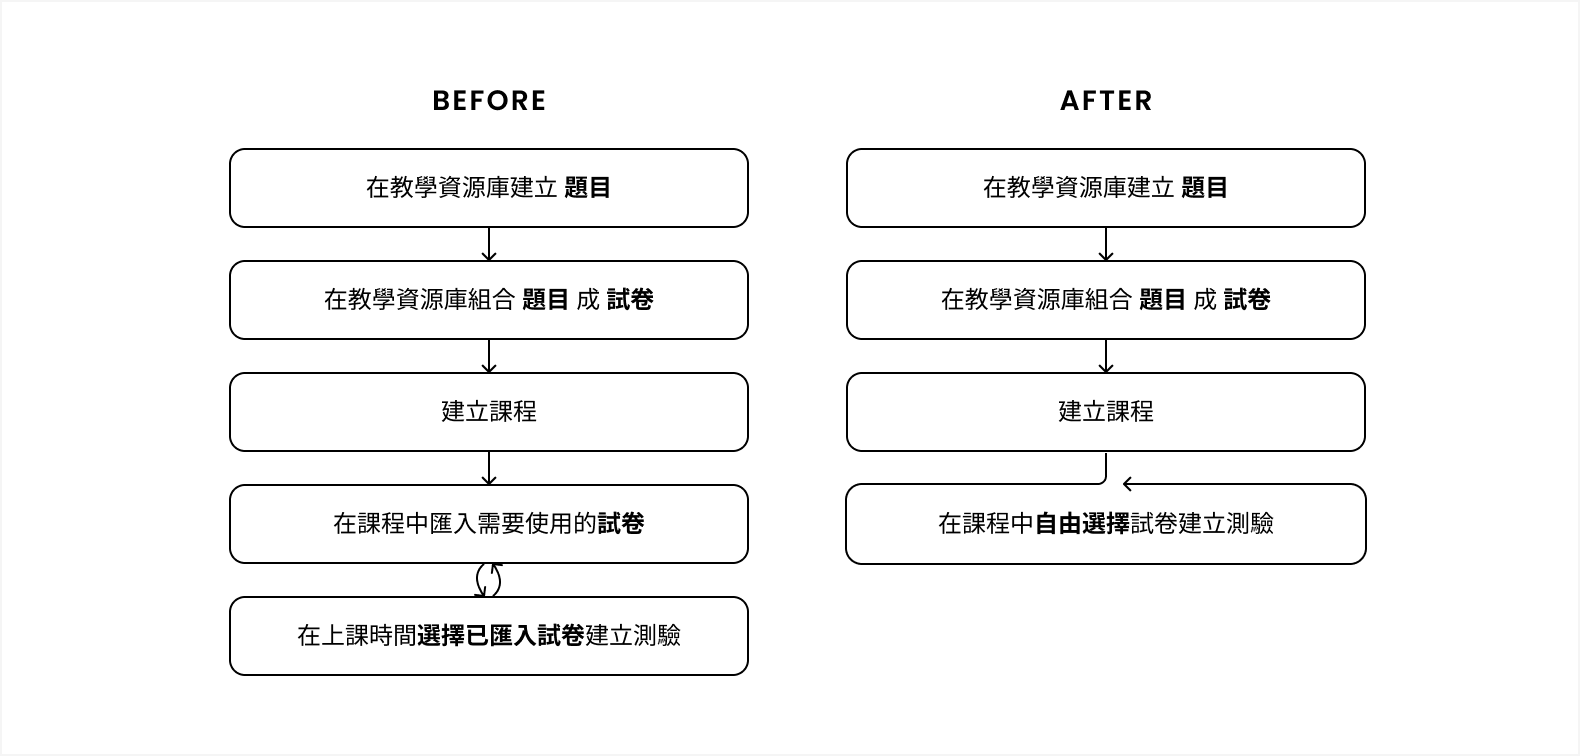 BEFORE
在教學資源庫建立 題目
在教學資源庫組合 題目 成 試卷
建立課程
在課程中匯入需要使用的試卷
在上課時間選擇已匯入試卷建立測驗
AFTER
在教學資源庫建立 題目
在教學資源庫組合 題目 成 試卷
建立課程
在課程中自由選擇試卷建立測驗